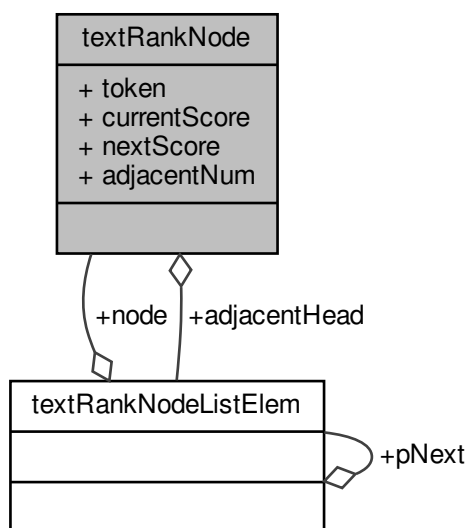 textRankNode
+ token
+ currentScore
+ nextScore
+ adjacentNum
+node
+adjacentHead
textRankNodeListElem
+pNext